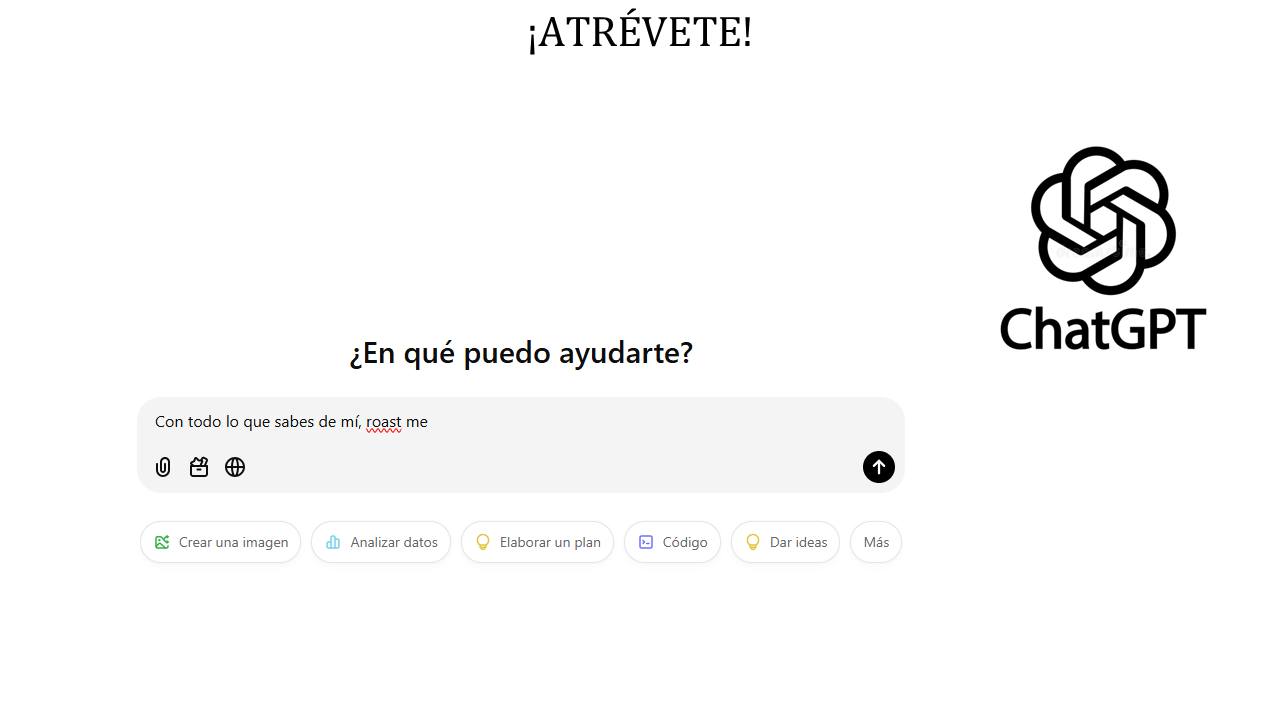 ¡ATRÉVETE!
ChatGPT
¿En qué puedo ayudarte?
Con todo lo que sabes de mí, roast me
Crear una imagen
Analizar datos
Elaborar un plan
Código
Dar ideas
Más